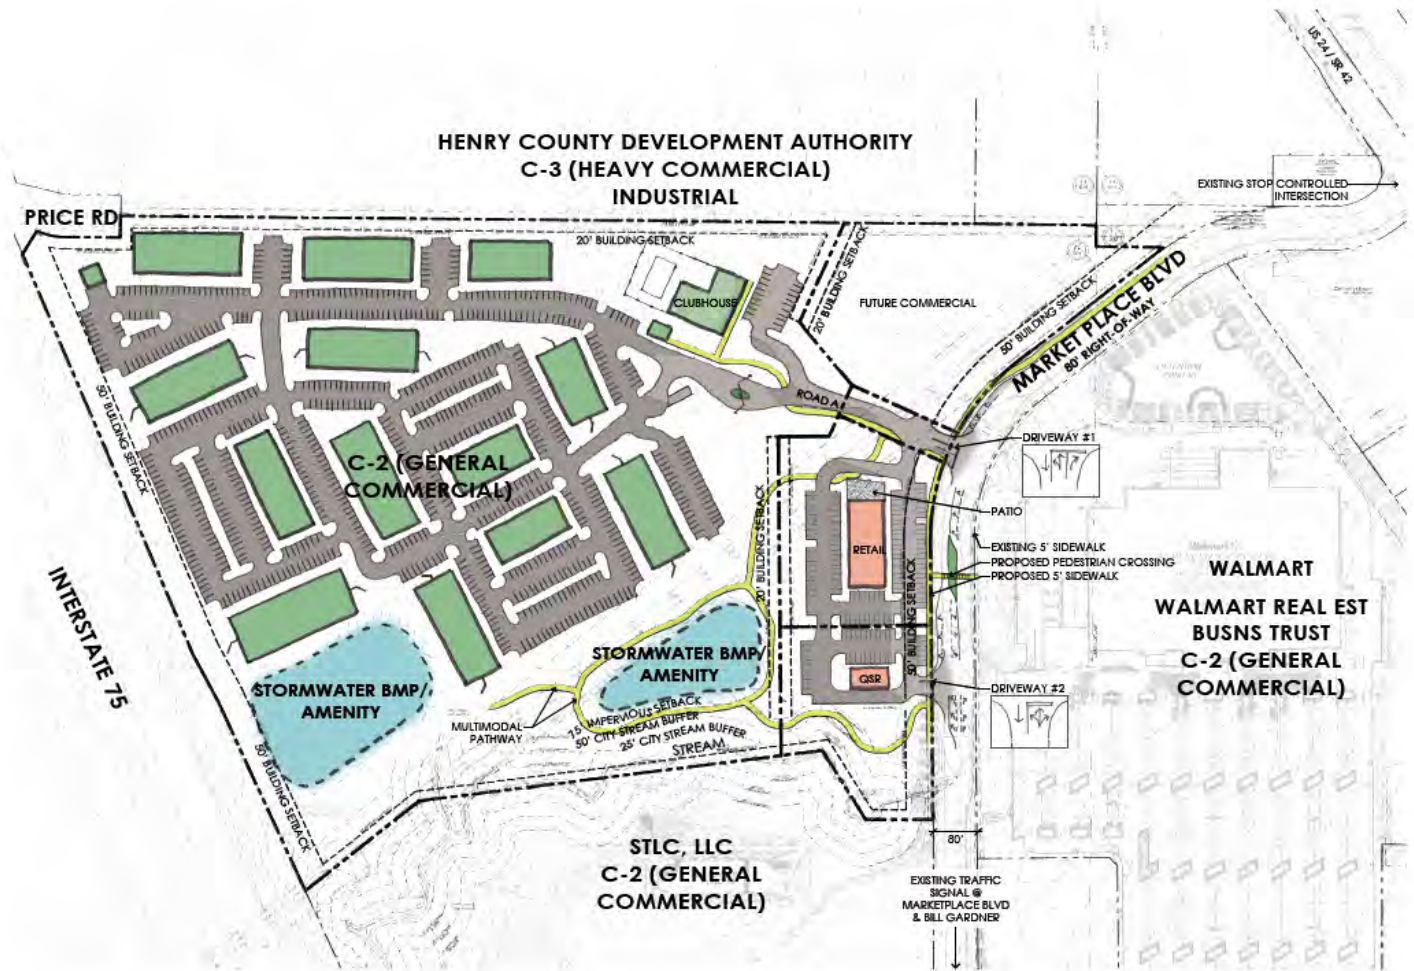 US 24 / SR 42
HENRY COUNTY DEVELOPMENT AUTHORITY
C-3 (HEAVY COMMERCIAL)
INDUSTRIAL
EXISTING STOP CONTROLLED
INTERSECTION
PRICE RD
20' BUILDING SETBACK
20' BUILDING SETBACK
CLUBHOUSE
FUTURE COMMERCIAL
50' BUILDING SETBACK
MARKETPLACE BLVD
80' RIGHT-OF-WAY
50' BUILDING SETBACK
ROAD A
DRIVEWAY #1
C-2 (GENERAL
COMMERCIAL)
20' BUILDING SETBACK
PATIO
RETAIL
EXISTING 5' SIDEWALK
PROPOSED PEDESTRIAN CROSSING
PROPOSED 5' SIDEWALK
50' BUILDING SETBACK
WALMART
WALMART REAL EST
BUSNS TRUST
C-2 (GENERAL
COMMERCIAL)
INTERSTATE 75
STORMWATER BMP/
AMENITY
STORMWATER BMP/
AMENITY
QSR
DRIVEWAY #2
MULTIMODAL
PATHWAY
75' IMPERVIOUS SETBACK
50' CITY STREAM BUFFER
25' CITY STREAM BUFFER
STREAM
50' BUILDING SETBACK
STLC, LLC
C-2 (GENERAL
COMMERCIAL)
80'
EXISTING TRAFFIC
SIGNAL @
MARKETPLACE BLVD
& BILL GARDNER